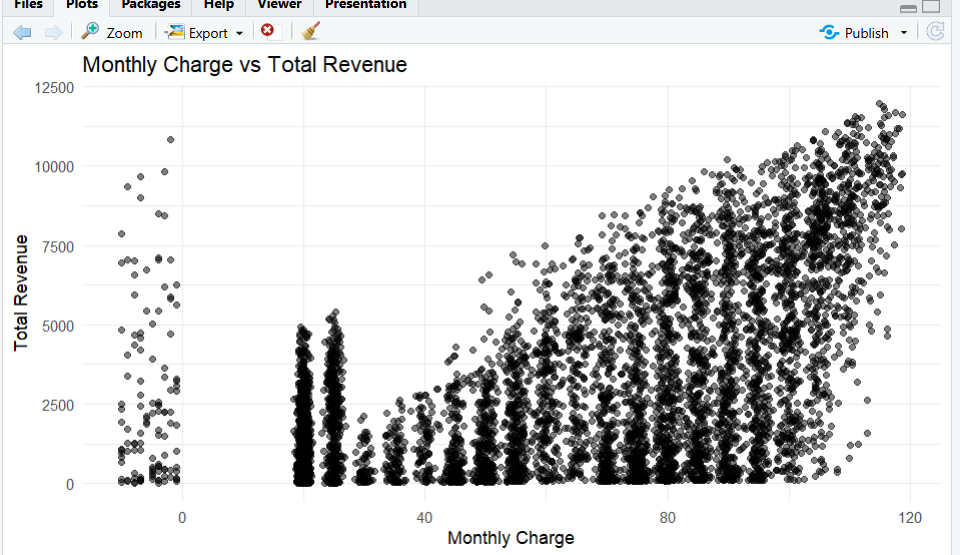 Files Plots Packages Help Viewer Presentation
Zoom Export Publish
Monthly Charge vs Total Revenue
12500
10000
7500
5000
2500
0
Total Revenue
0 40 80 120
Monthly Charge